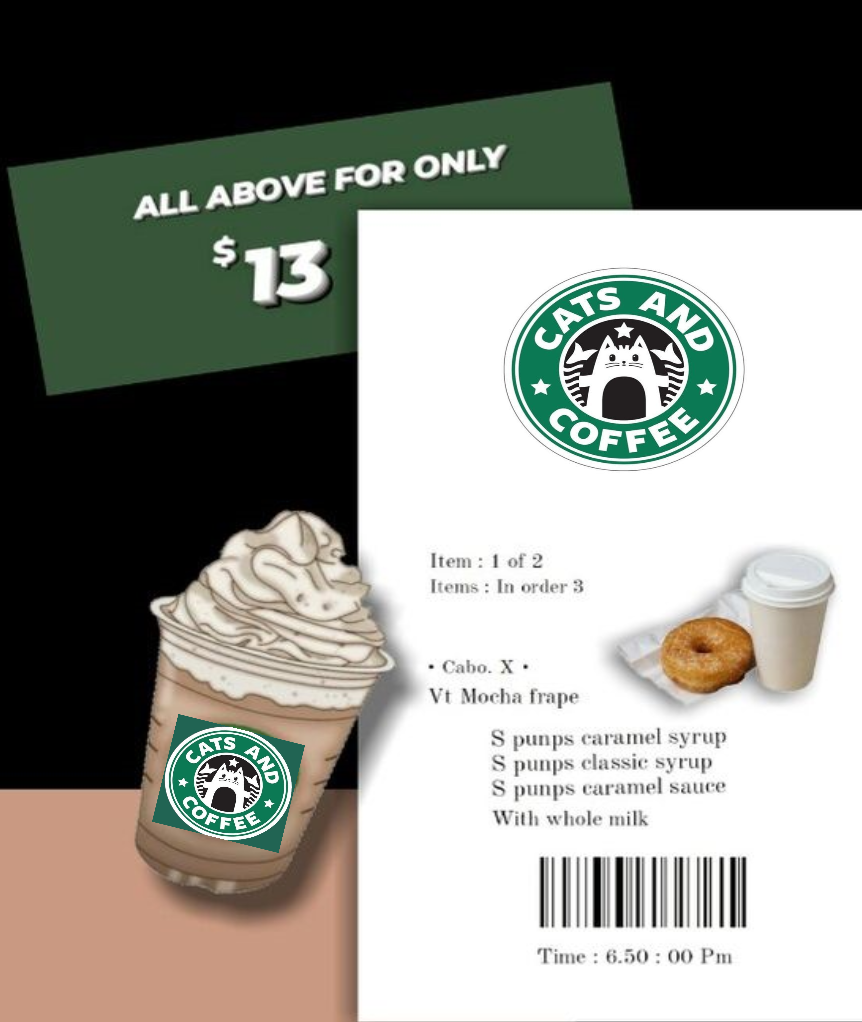 ALL ABOVE FOR ONLY
$13
CATS AND
COFFEE
Item : 1 of 2
Items : In order 3
• Cabo. X •
Vt Mocha frape
S punps caramel syrup
S punps classic syrup
S punps caramel sauce
With whole milk
CATS AND
COFFEE
Time : 6.50 : 00 Pm